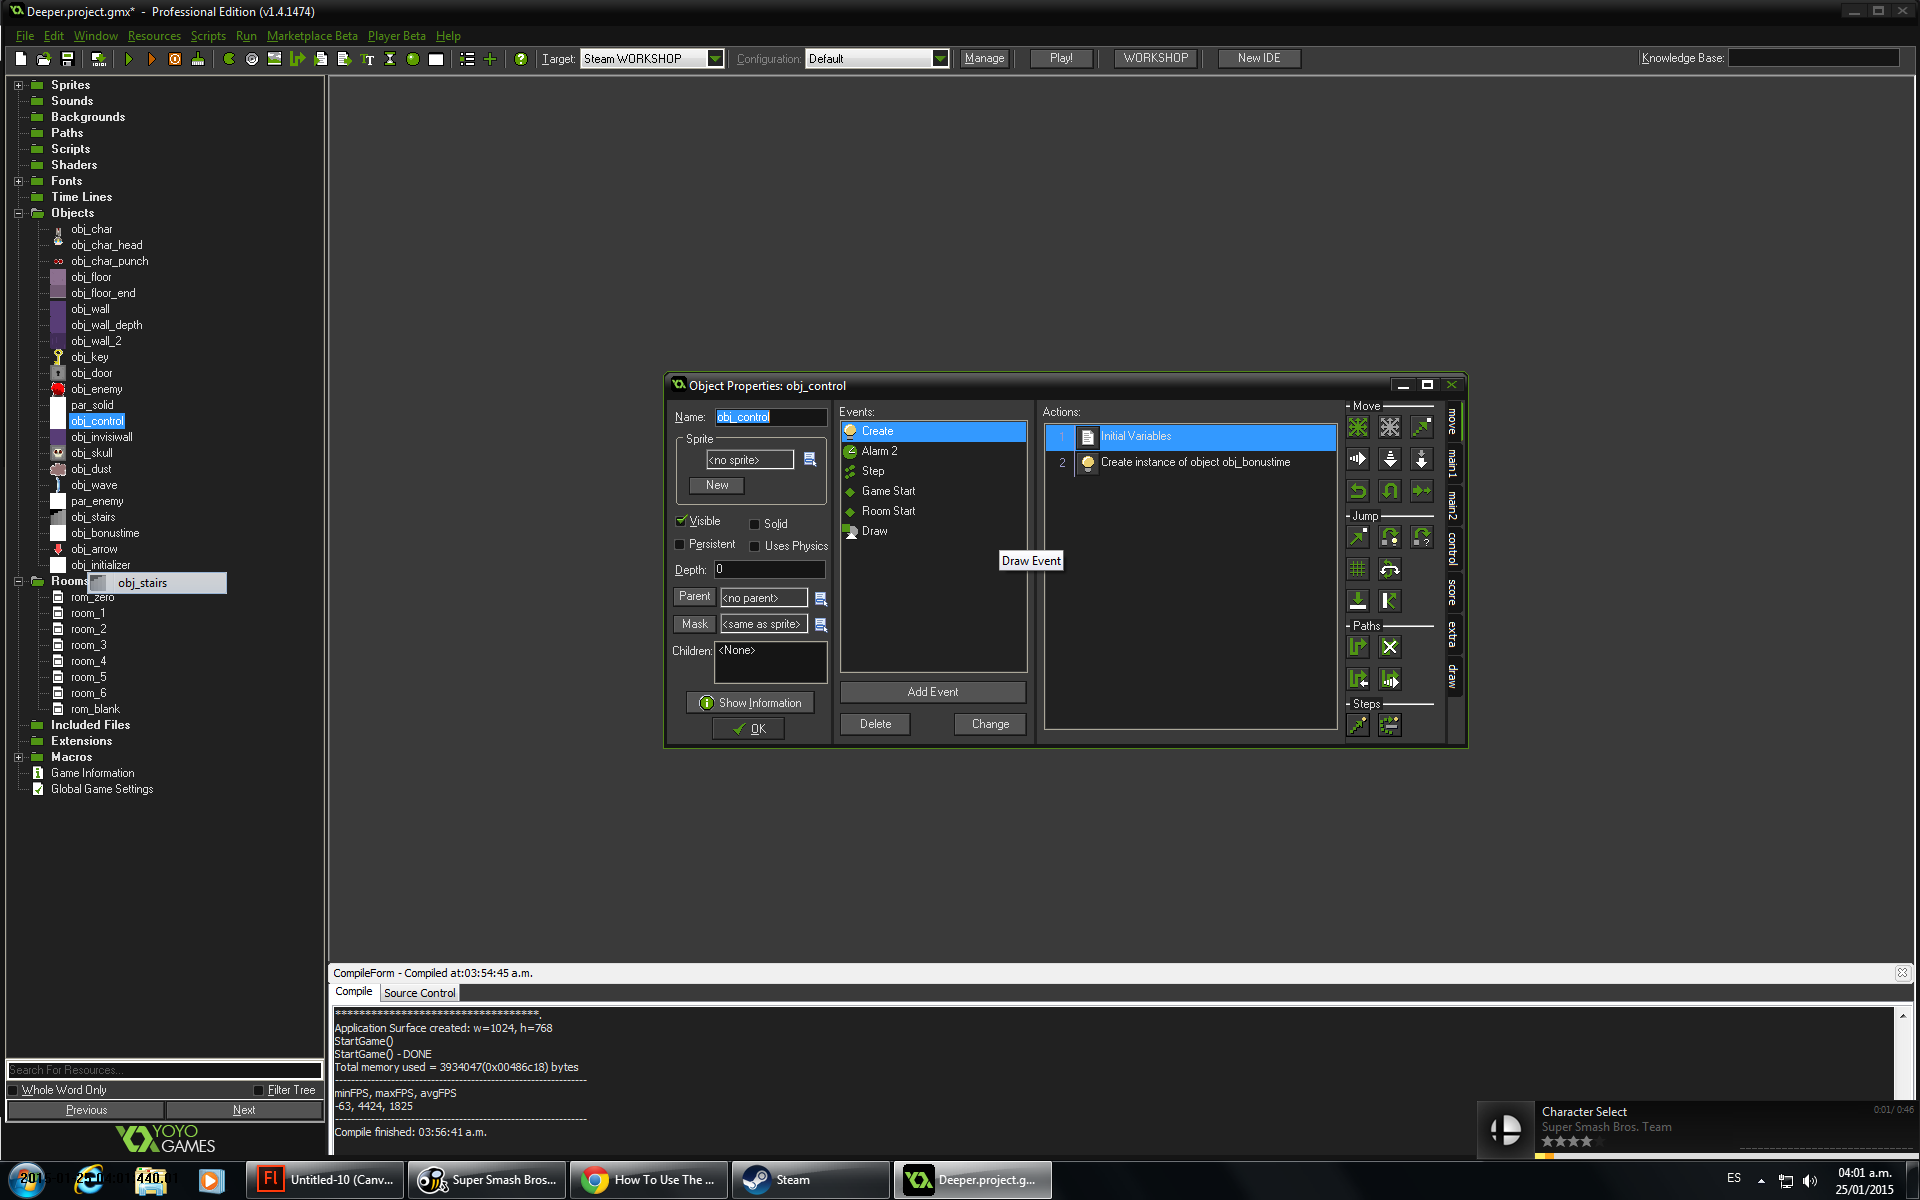 Deeper.project.gmx*  -  Professional Edition (v1.4.1474)
File Edit Window Resources Scripts Run Marketplace Beta Player Beta Help
Target: Steam WORKSHOP Configuration: Default Manage Play! WORKSHOP New IDE Knowledge Base:
Sprites
Sounds
Backgrounds
Paths
Scripts
Shaders
Fonts
Time Lines
Objects
obj_char
obj_char_head
obj_char_punch
obj_floor
obj_floor_end
obj_wall
obj_wall_depth
obj_wall_2
obj_key
obj_door
obj_enemy
par_solid
obj_control
obj_invisiwall
obj_skull
obj_dust
obj_wave
par_enemy
obj_stairs
obj_bonustime
obj_arrow
obj_initializer
Rooms
obj_stairs
rom_zero
room_1
room_2
room_3
room_4
room_5
room_6
rom_blank
Included Files
Extensions
Macros
Game Information
Global Game Settings
Search For Resources...
Whole Word Only Filter Tree
Previous Next
YOYO
GAMES
Object Properties: obj_control
Name: obj_control
Sprite
<no sprite>
New
Visible Solid
Persistent Uses Physics
Depth: 0
Parent <no parent>
Mask <same as sprite>
Children: <None>
Show Information
OK
Events:
Create
Alarm 2
Step
Game Start
Room Start
Draw
Draw Event
Add Event
Delete Change
Actions:
1 Initial Variables
2 Create instance of object obj_bonustime
Move
Jump
Paths
Steps
move
main1
main2
control
score
extra
draw
CompileForm - Compiled at:03:54:45 a.m.
Compile Source Control
**********************************.
Application Surface created: w=1024, h=768
StartGame()
StartGame() - DONE
Total memory used = 3934047(0x00486c18) bytes
minFPS, maxFPS, avgFPS
-63, 4424, 1825
Compile finished: 03:56:41 a.m.
Character Select 0:01/ 0:46
Super Smash Bros. Team
Fl Untitled-10 (Canv...
Super Smash Bros...
How To Use The ...
Steam
Deeper.project.g...
ES
04:01 a.m.
25/01/2015